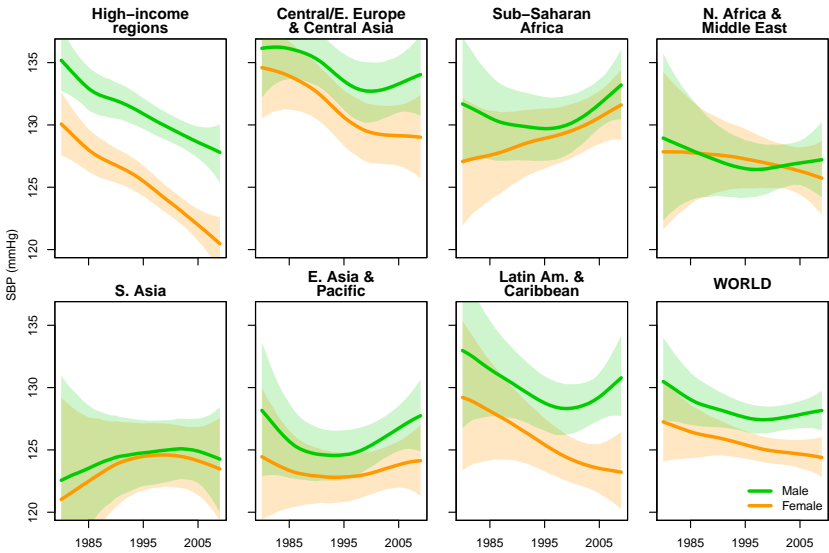 High−income
regions
Central/E. Europe
& Central Asia
Sub−Saharan
Africa
N. Africa &
Middle East
135
130
125
120
SBP (mmHg)
S. Asia
E. Asia &
Pacific
Latin Am. &
Caribbean
WORLD
135
130
125
120
Male
Female
1985 1995 2005 1985 1995 2005 1985 1995 2005 1985 1995 2005